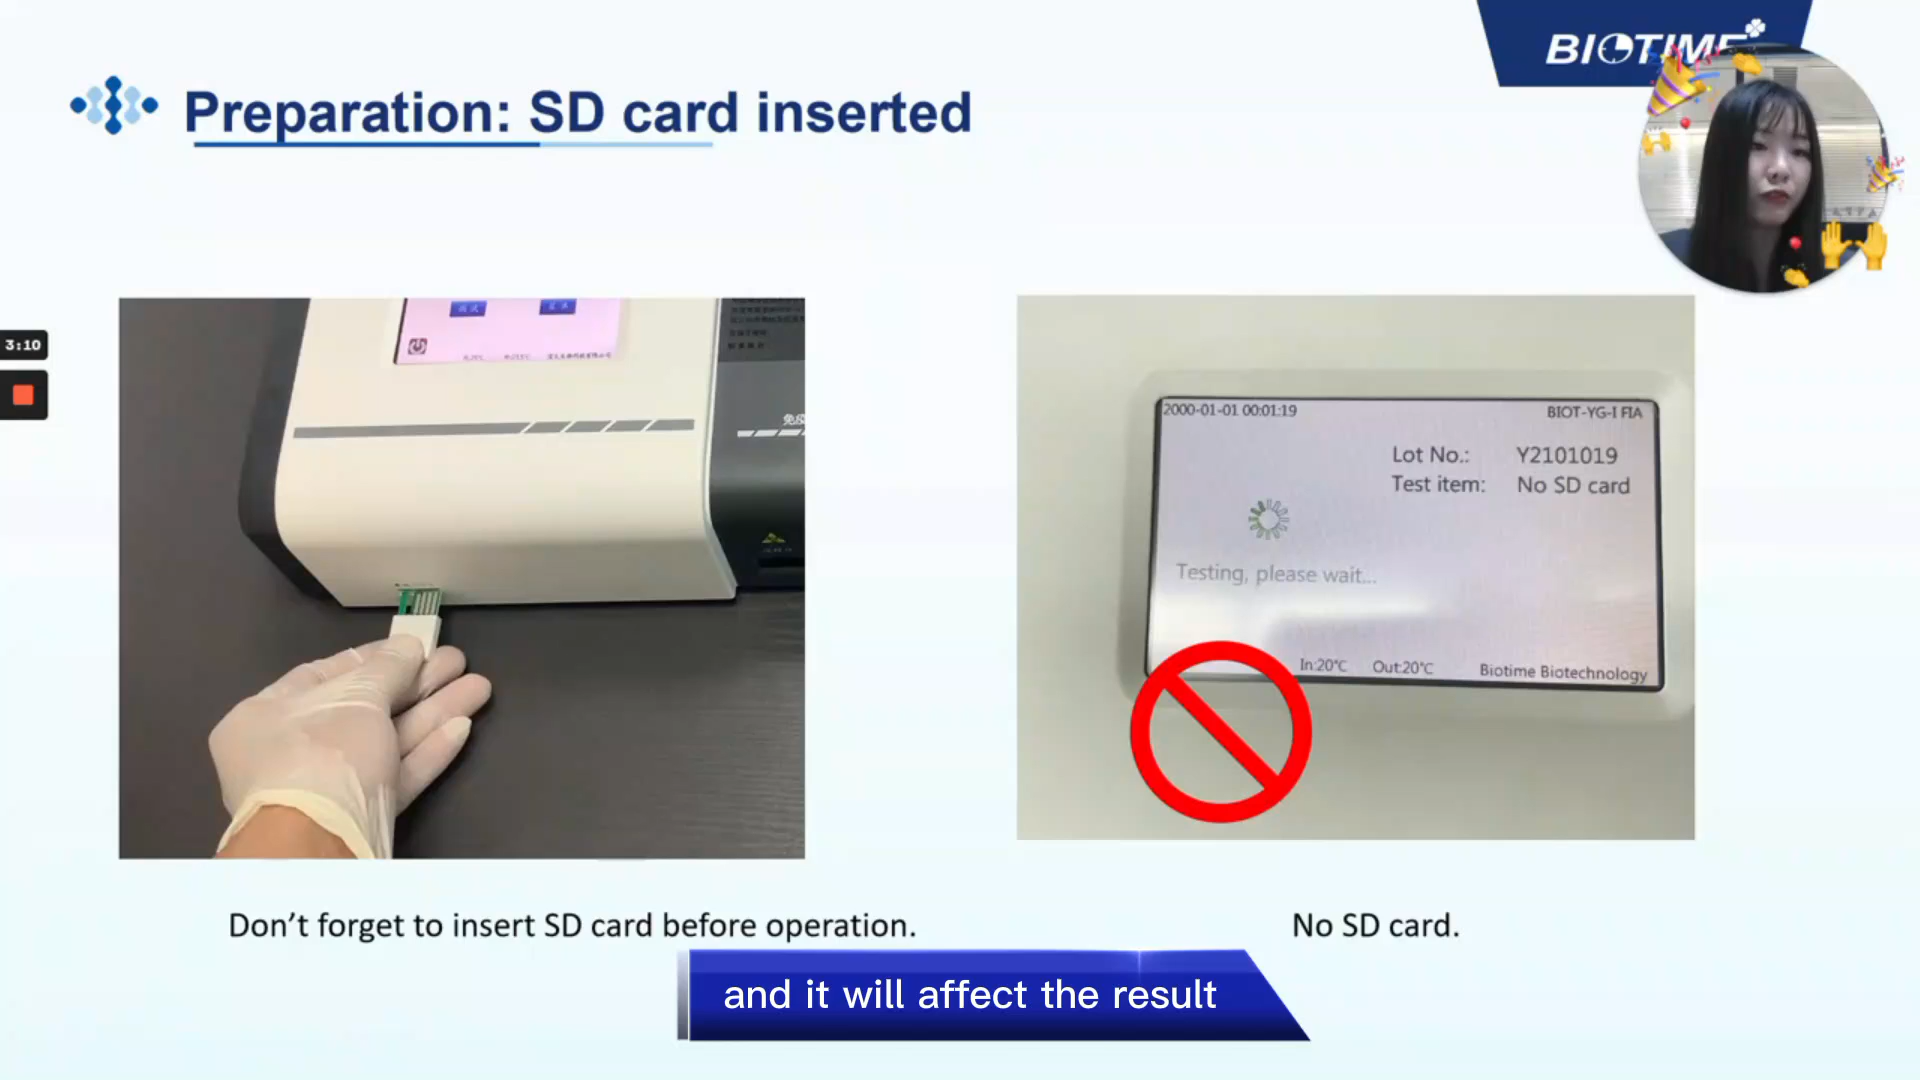 BIOTIME
Preparation: SD card inserted
3:10
2000-01-01 00:01:19
BIOT-YG-I FIA
Lot No.: Y2101019
Test item: No SD card
Testing, please wait...
In:20°C Out:20°C Biotime Biotechnology
Don't forget to insert SD card before operation.
No SD card.
and it will affect the result